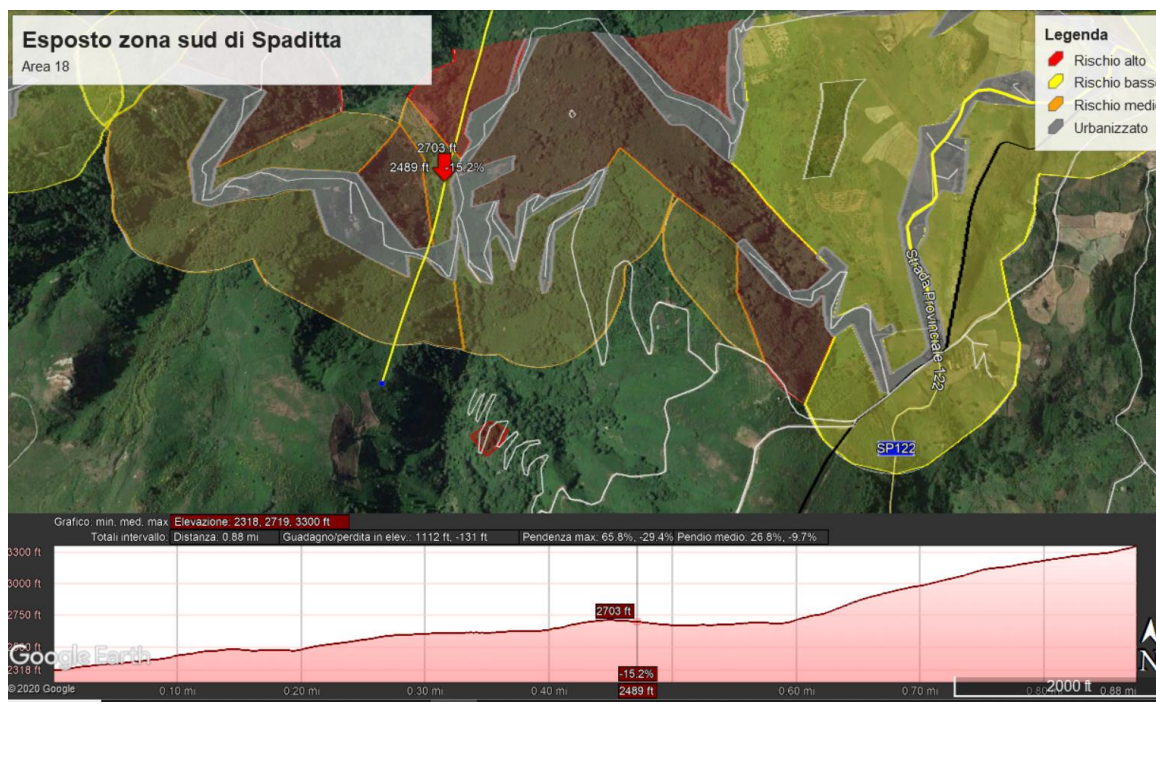 Esposto zona sud di Spaditta
Area 18
Legenda
Rischio alto
Rischio basso
Rischio medio
Urbanizzato
2703 ft
2489 ft -15.2%
Strada Provinciale 122
SP122
Grafico: min. med. max Elevazione: 2318, 2719, 3300 ft
Totali intervallo: Distanza: 0.88 mi Guadagno/perdita in elev.: 1112 ft, -131 ft Pendenza max: 65.8%, -29.4% Pendio medio: 26.8%, -9.7%
3300 ft
3000 ft
2750 ft
2703 ft
2318 ft
Google Earth
N
-15.2%
© 2020 Google
0.10 mi 0.20 mi 0.30 mi 0.40 mi 2489 ft 0.60 mi 0.70 mi 2000 ft 0.88 mi